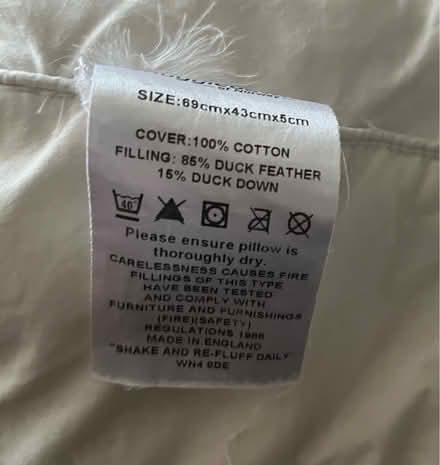 SIZE:69cmx43cmx5cm
COVER:100% COTTON
FILLING: 85% DUCK FEATHER
15% DUCK DOWN
40
Please ensure pillow is
thoroughly dry.
CARELESSNESS CAUSES FIRE
FILLINGS OF THIS TYPE
HAVE BEEN TESTED
AND COMPLY WITH
FURNITURE AND FURNISHINGS
(FIRE)(SAFETY)
REGULATIONS 1988
MADE IN ENGLAND
"SHAKE AND RE-FLUFF DAILY"
WN4 0DE